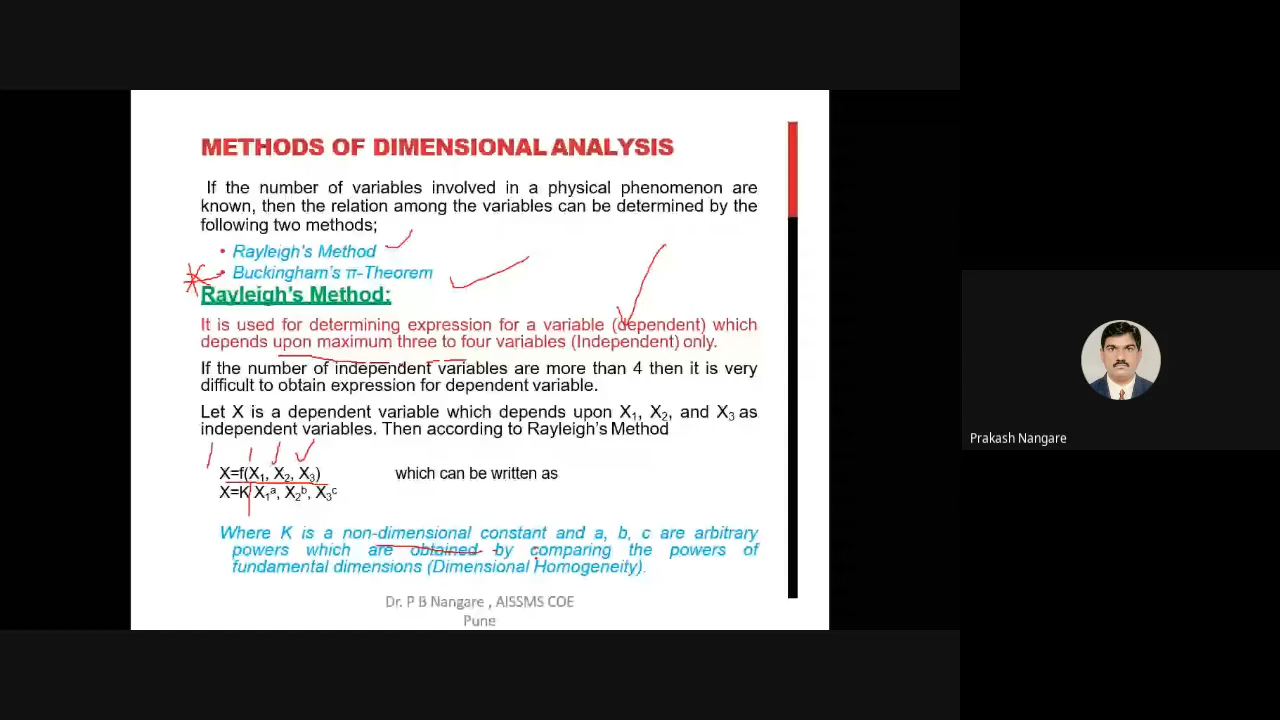 METHODS OF DIMENSIONAL ANALYSIS
If the number of variables involved in a physical phenomenon are
known, then the relation among the variables can be determined by the
following two methods;
• Rayleigh's Method
• Buckingham's π-Theorem
Rayleigh's Method:
It is used for determining expression for a variable (dependent) which
depends upon maximum three to four variables (Independent) only.
If the number of independent variables are more than 4 then it is very
difficult to obtain expression for dependent variable.
Let X is a dependent variable which depends upon X₁, X₂, and X₃ as
independent variables. Then according to Rayleigh's Method
X=f(X₁, X₂, X₃) which can be written as
X=K X₁ᵃ, X₂ᵇ, X₃ᶜ
Where K is a non-dimensional constant and a, b, c are arbitrary
powers which are obtained by comparing the powers of
fundamental dimensions (Dimensional Homogeneity).
Dr. P B Nangare , AISSMS COE
Pune
Prakash Nangare